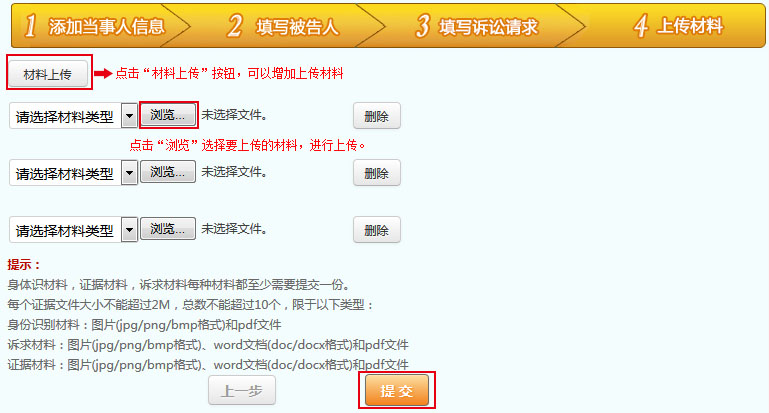 1 添加当事人信息 2 填写被告人 3 填写诉讼请求 4 上传材料
材料上传 点击“材料上传”按钮，可以增加上传材料
请选择材料类型 浏览... 未选择文件。 删除
点击“浏览”选择要上传的材料，进行上传。
请选择材料类型 浏览... 未选择文件。 删除
请选择材料类型 浏览... 未选择文件。 删除
提示：
身体识材料，证据材料，诉求材料每种材料都至少需要提交一份。
每个证据文件大小不能超过2M，总数不能超过10个，限于以下类型：
身份识别材料：图片(jpg/png/bmp格式)和pdf文件
诉求材料：图片(jpg/png/bmp格式)、word文档(doc/docx格式)和pdf文件
证据材料：图片(jpg/png/bmp格式)、word文档(doc/docx格式)和pdf文件
上一步 提 交